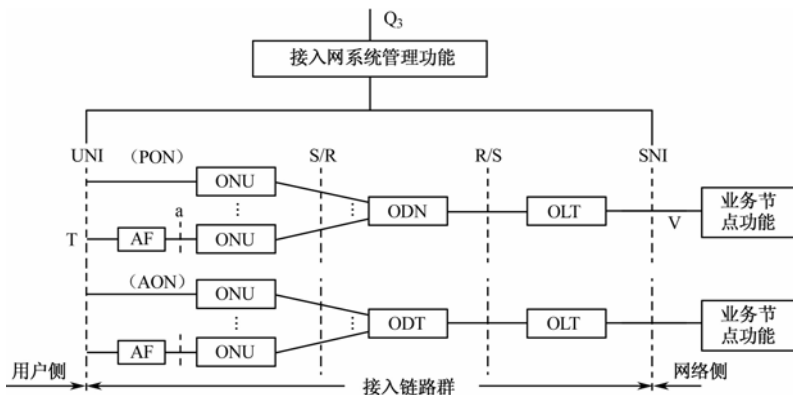 Q3
接入网系统管理功能
UNI （PON） S/R R/S SNI
ONU
ODN OLT 业务节
点功能
a
T AF ONU V
（AON）
ONU
ODT OLT 业务节
点功能
AF ONU
用户侧 接入链路群 网络侧